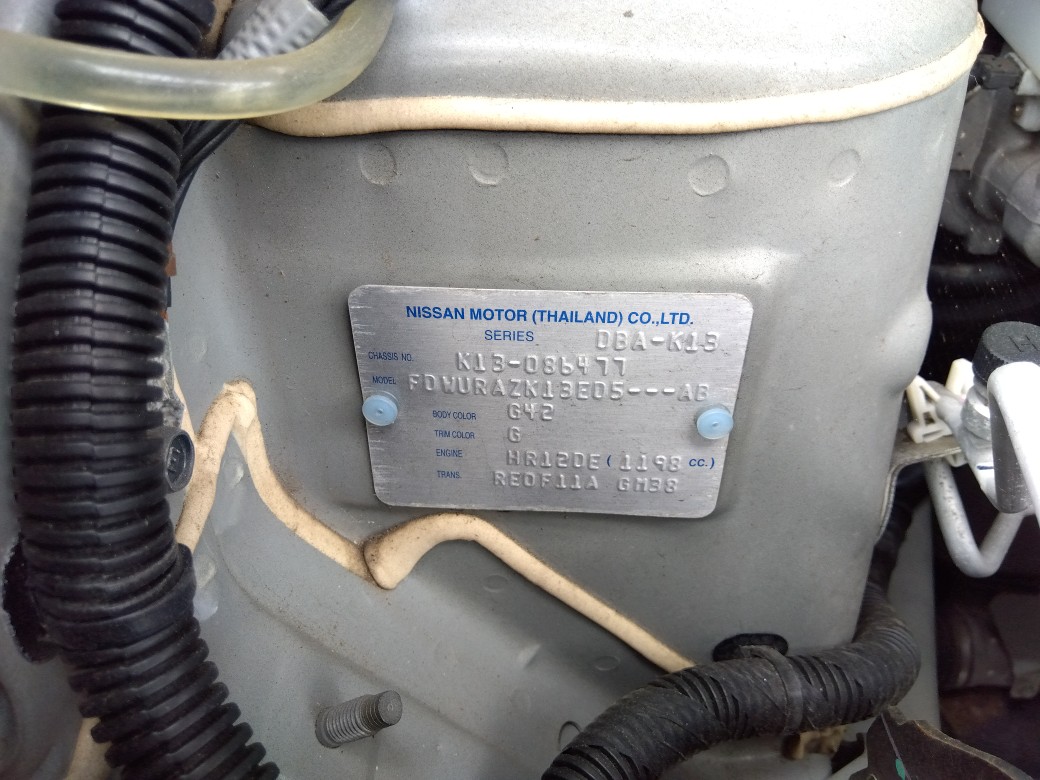 NISSAN MOTOR (THAILAND) CO.,LTD.
SERIES DBA-K13
CHASSIS NO. K13-086477
MODEL FDWURAZK13ED5---AB
BODY COLOR G42
TRIM COLOR G
ENGINE HR12DE ( 1198 CC.)
TRANS. RE0F11A GM38